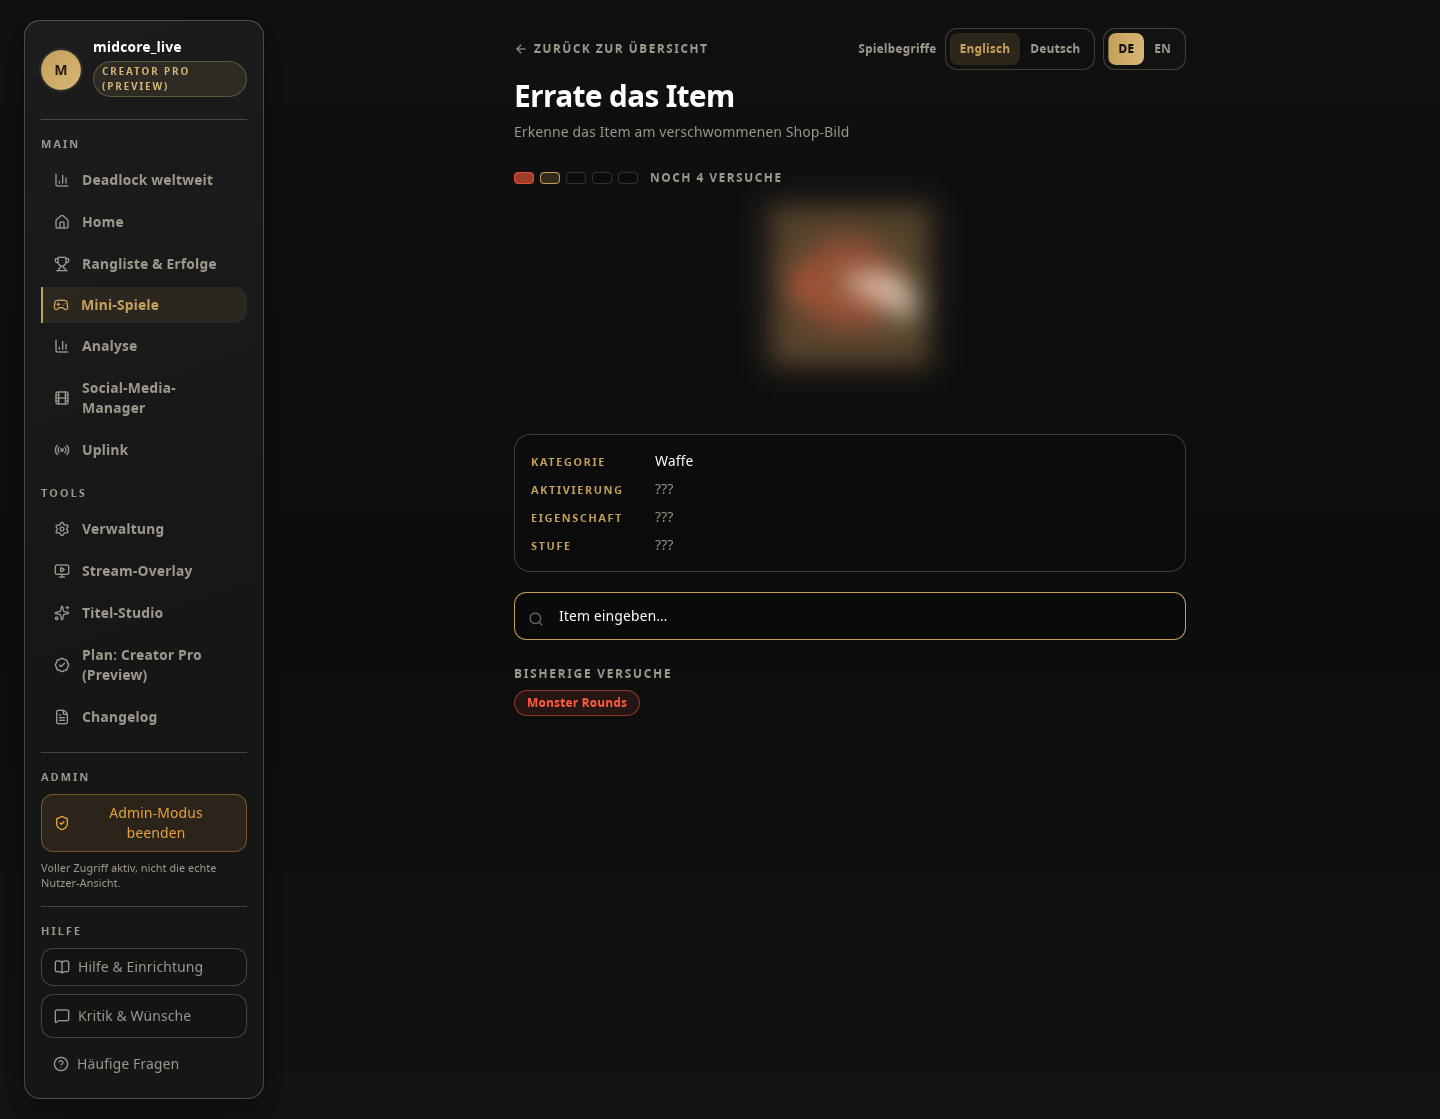 M
midcore_live
CREATOR PRO
(PREVIEW)
MAIN
Deadlock weltweit
Home
Rangliste & Erfolge
Mini-Spiele
Analyse
Social-Media-
Manager
Uplink
TOOLS
Verwaltung
Stream-Overlay
Titel-Studio
Plan: Creator Pro
(Preview)
Changelog
ADMIN
Admin-Modus
beenden
Voller Zugriff aktiv, nicht die echte
Nutzer-Ansicht.
HILFE
Hilfe & Einrichtung
Kritik & Wünsche
Häufige Fragen
ZURÜCK ZUR ÜBERSICHT
Spielbegriffe Englisch Deutsch DE EN
Errate das Item
Erkenne das Item am verschwommenen Shop-Bild
NOCH 4 VERSUCHE
KATEGORIE Waffe
AKTIVIERUNG ???
EIGENSCHAFT ???
STUFE ???
Item eingeben...
BISHERIGE VERSUCHE
Monster Rounds